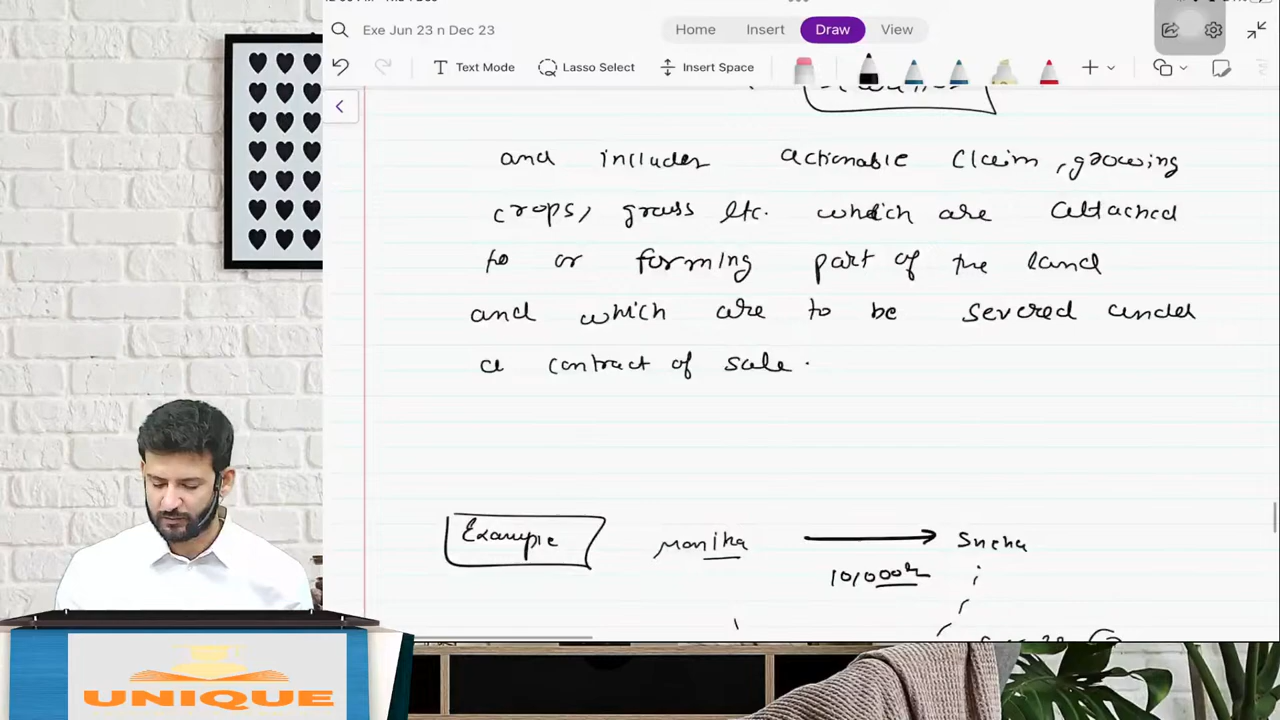 Exe Jun 23 n Dec 23
Home Insert Draw View
Text Mode Lasso Select Insert Space
and includes actionable claim, growing
crops, grass etc. which are attached
to or forming part of the land
and which are to be severed under
a contract of sale.
Example Monika Sneha
10,000
UNIQUE